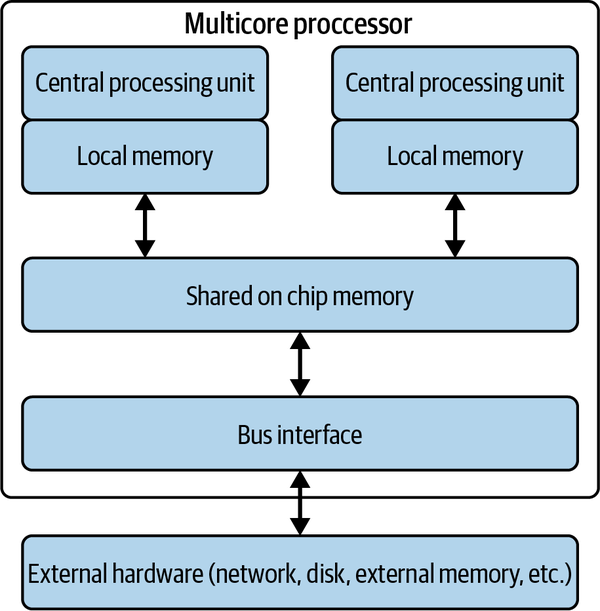 Multicore proccessor
Central processing unit
Central processing unit
Local memory
Local memory
Shared on chip memory
Bus interface
External hardware (network, disk, external memory, etc.)